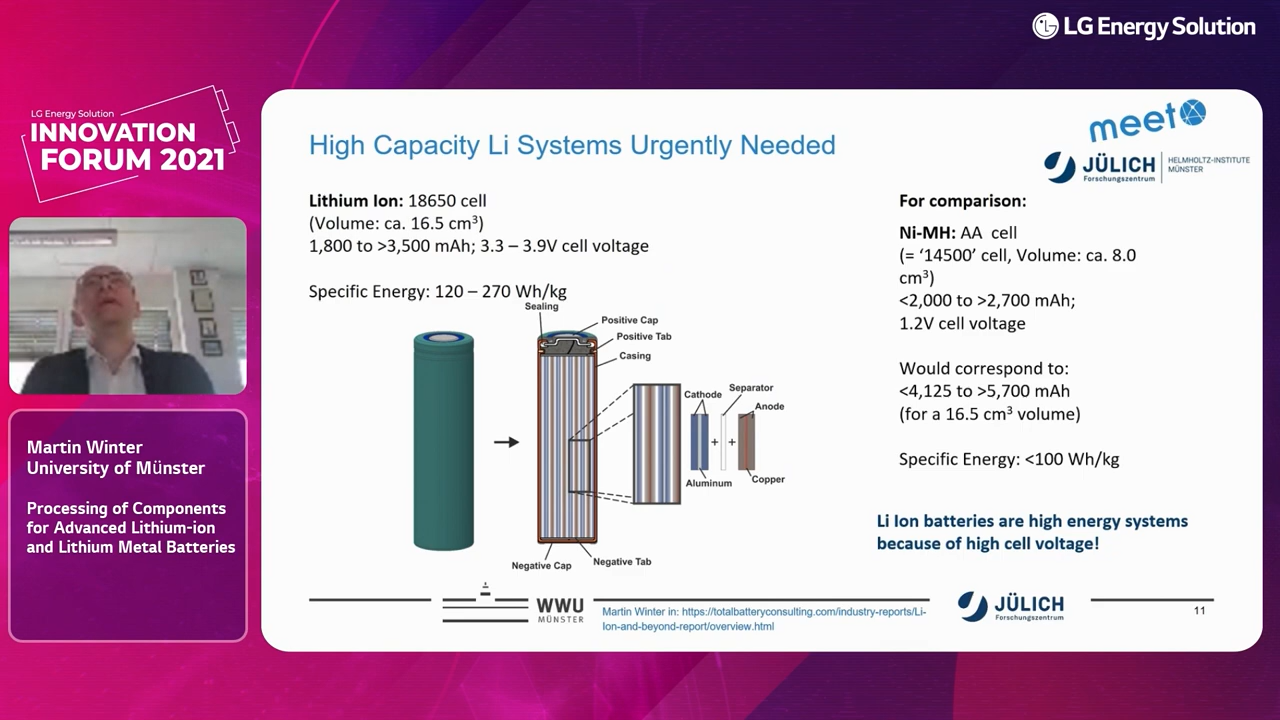 LG Energy Solution
LG Energy Solution
INNOVATION
FORUM 2021
Martin Winter
University of Münster
Processing of Components
for Advanced Lithium-ion
and Lithium Metal Batteries
High Capacity Li Systems Urgently Needed
meet
JÜLICH
Forschungszentrum
HELMHOLTZ-INSTITUTE
MÜNSTER
Lithium Ion: 18650 cell
(Volume: ca. 16.5 cm³)
1,800 to >3,500 mAh; 3.3 – 3.9V cell voltage
Specific Energy: 120 – 270 Wh/kg
Sealing
Positive Cap
Positive Tab
Casing
Cathode
Separator
Anode
+
+
Aluminum
Copper
Negative Cap
Negative Tab
For comparison:
Ni-MH: AA cell
(= ‘14500’ cell, Volume: ca. 8.0
cm³)
<2,000 to >2,700 mAh;
1.2V cell voltage
Would correspond to:
<4,125 to >5,700 mAh
(for a 16.5 cm³ volume)
Specific Energy: <100 Wh/kg
Li Ion batteries are high energy systems
because of high cell voltage!
WWU
MÜNSTER
Martin Winter in: https://totalbatteryconsulting.com/industry-reports/Li-
Ion-and-beyond-report/overview.html
JÜLICH
Forschungszentrum
11